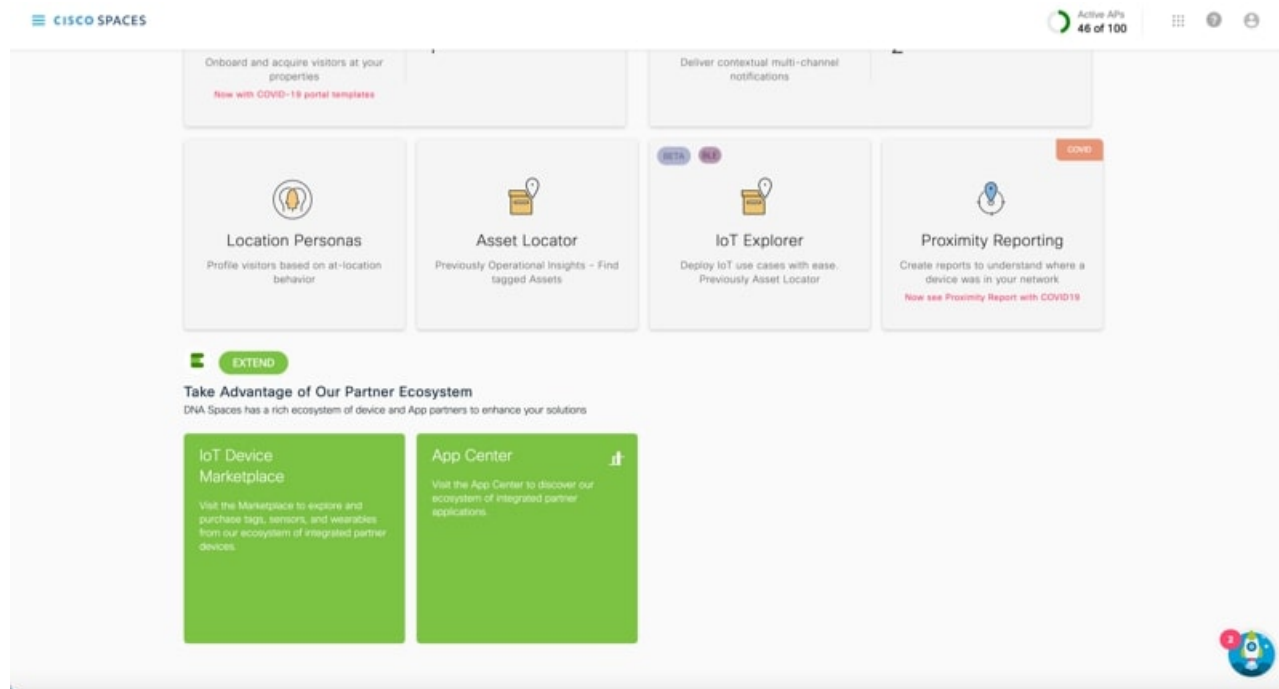 CISCO SPACES
Active APs
46 of 100
Onboard and acquire visitors at your
properties
Now with COVID-19 portal templates
Deliver contextual multi-channel
notifications
Location Personas
Profile visitors based on at-location
behavior
Asset Locator
Previously Operational Insights - Find
tagged Assets
BETA BLE
IoT Explorer
Deploy IoT use cases with ease.
Previously Asset Locator
COVID
Proximity Reporting
Create reports to understand where a
device was in your network
Now see Proximity Report with COVID19
EXTEND
Take Advantage of Our Partner Ecosystem
DNA Spaces has a rich ecosystem of device and App partners to enhance your solutions
IoT Device
Marketplace
Visit the Marketplace to explore and
purchase tags, sensors, and wearables
from our ecosystem of integrated partner
devices.
App Center
Visit the App Center to discover our
ecosystem of integrated partner
applications.